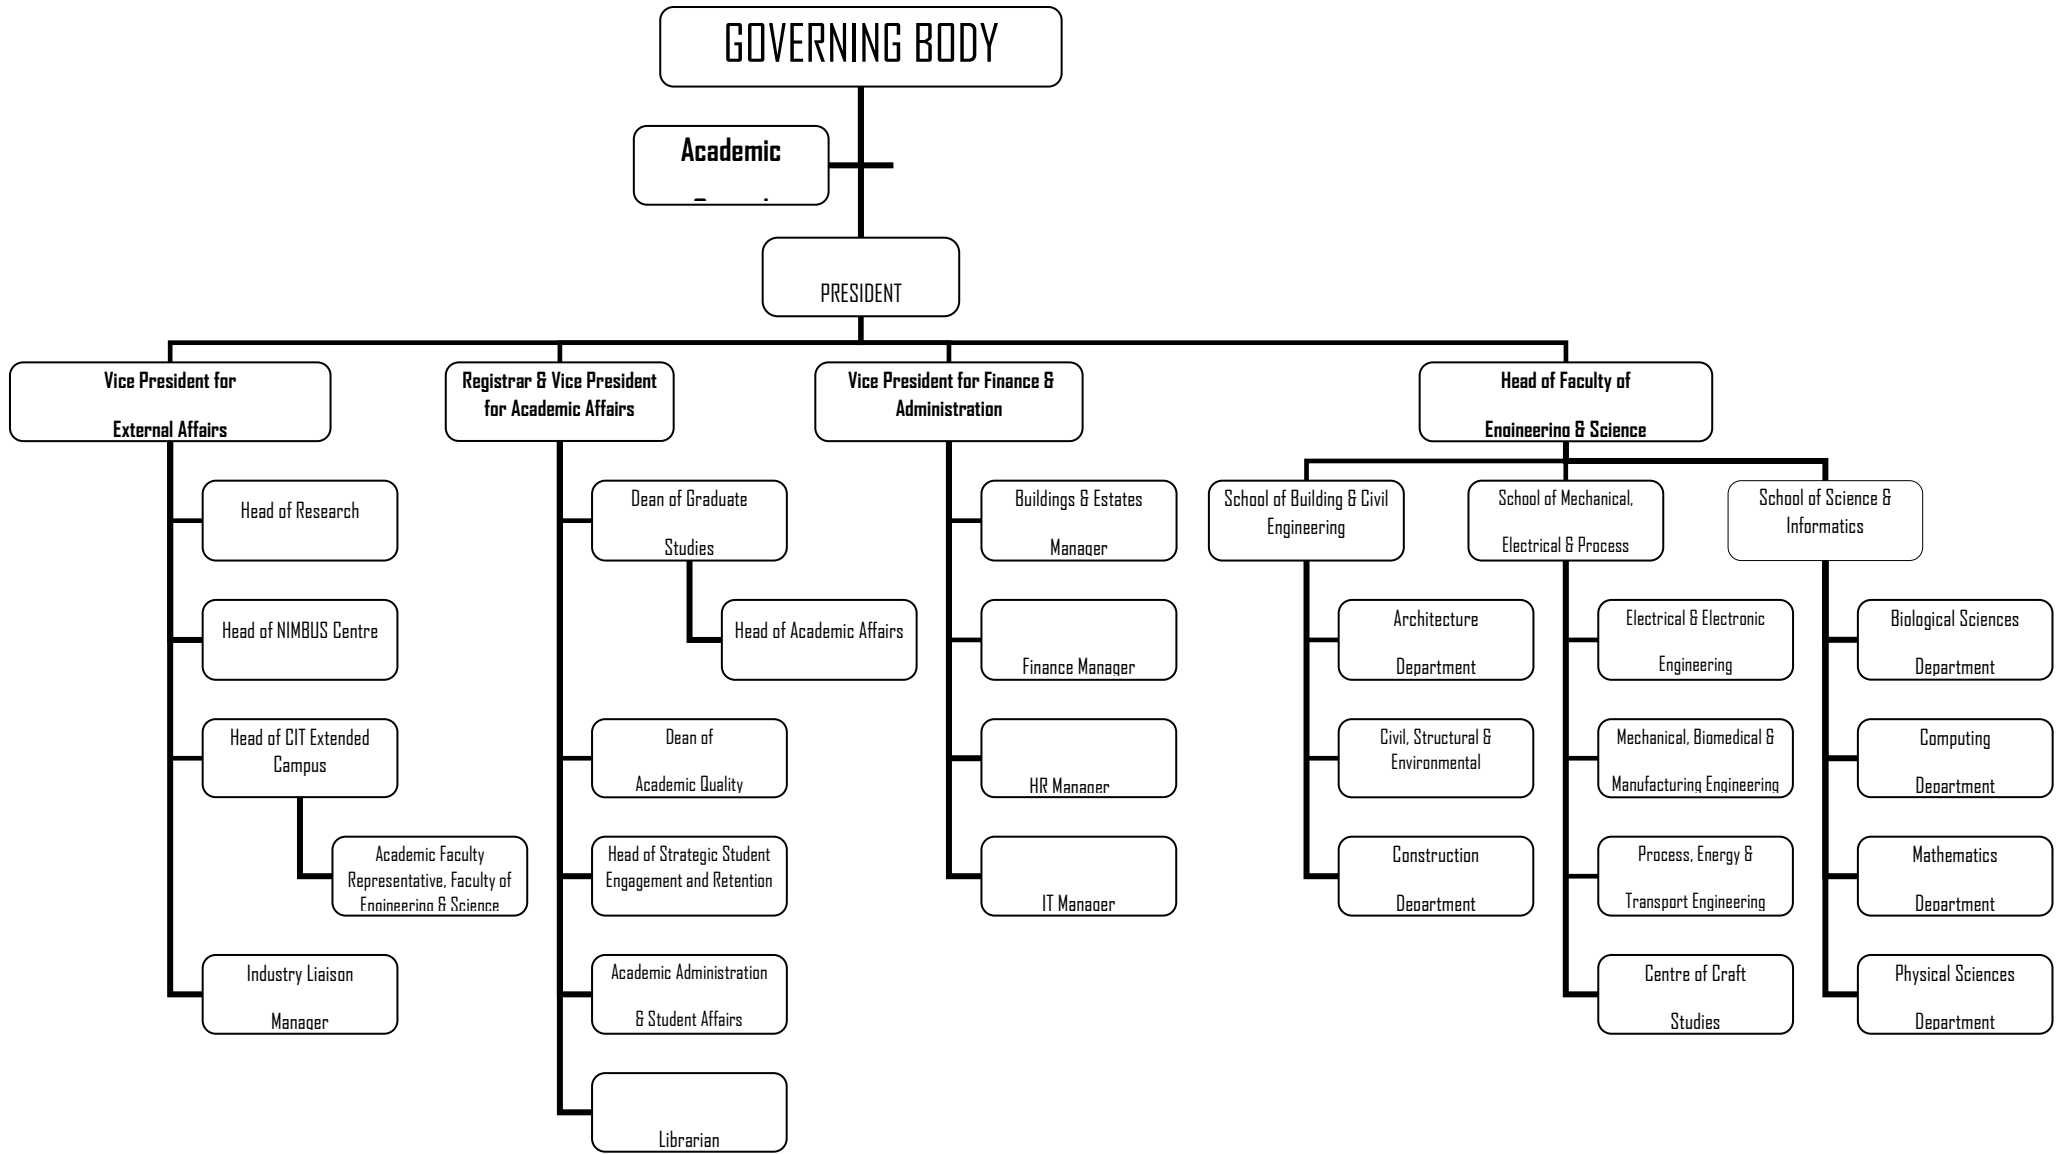 GOVERNING BODY
Academic
PRESIDENT
Vice President for
External Affairs
Registrar & Vice President
for Academic Affairs
Vice President for Finance &
Administration
Head of Faculty of
Engineering & Science
Head of Research
Dean of Graduate
Studies
Buildings & Estates
Manager
School of Building & Civil
Engineering
School of Mechanical,
Electrical & Process
School of Science &
Informatics
Head of NIMBUS Centre
Head of Academic Affairs
Finance Manager
Architecture
Department
Electrical & Electronic
Engineering
Biological Sciences
Department
Head of CIT Extended
Campus
Dean of
Academic Quality
HR Manager
Civil, Structural &
Environmental
Mechanical, Biomedical &
Manufacturing Engineering
Computing
Department
Academic Faculty
Representative, Faculty of
Engineering & Science
Head of Strategic Student
Engagement and Retention
IT Manager
Construction
Department
Process, Energy &
Transport Engineering
Mathematics
Department
Industry Liaison
Manager
Academic Administration
& Student Affairs
Centre of Craft
Studies
Physical Sciences
Department
Librarian